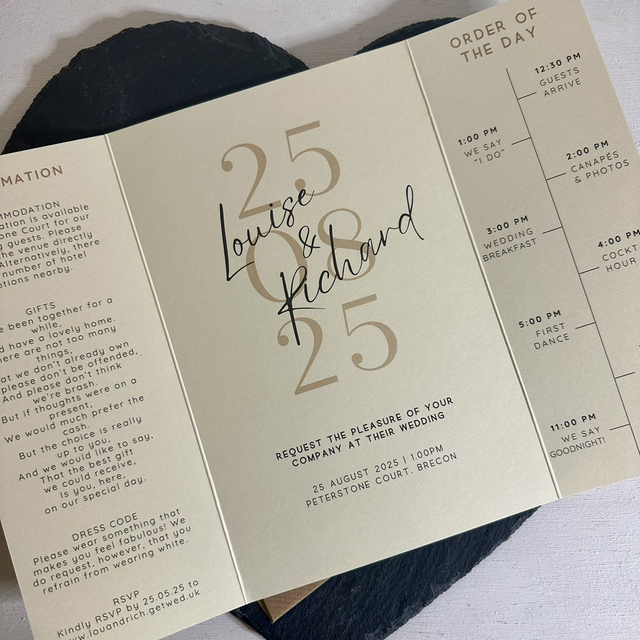 MATION
MMODATION
ation is available
one Court for our
g guests. Please
the venue directly
Alternatively, there
number of hotel
otions nearby.
GIFTS
been together for a
while,
d have a lovely home.
here are not too many
things,
at we don't already own
please don't be offended,
And please don't think
we're brash.
But if thoughts were on a
present,
We would much prefer the
cash.
But the choice is really
up to you,
And we would like to say,
That the best gift
we could receive,
Is you, here,
on our special day.
DRESS CODE
Please wear something that
makes you feel fabulous! We
do request, however, that you
refrain from wearing white.
RSVP
Kindly RSVP by 25.05.25 to
www.louandrich.getwed.uk
25
08
25
Louise
&
Richard
REQUEST THE PLEASURE OF YOUR
COMPANY AT THEIR WEDDING
25 AUGUST 2025 | 1.00PM
PETERSTONE COURT, BRECON
ORDER OF
THE DAY
12:30 PM
GUESTS
ARRIVE
1:00 PM
WE SAY
"I DO"
2:00 PM
CANAPÉS
& PHOTOS
3:00 PM
WEDDING
BREAKFAST
4:00 PM
COCKT
HOUR
5:00 PM
FIRST
DANCE
11:00 PM
WE SAY
GOODNIGHT!